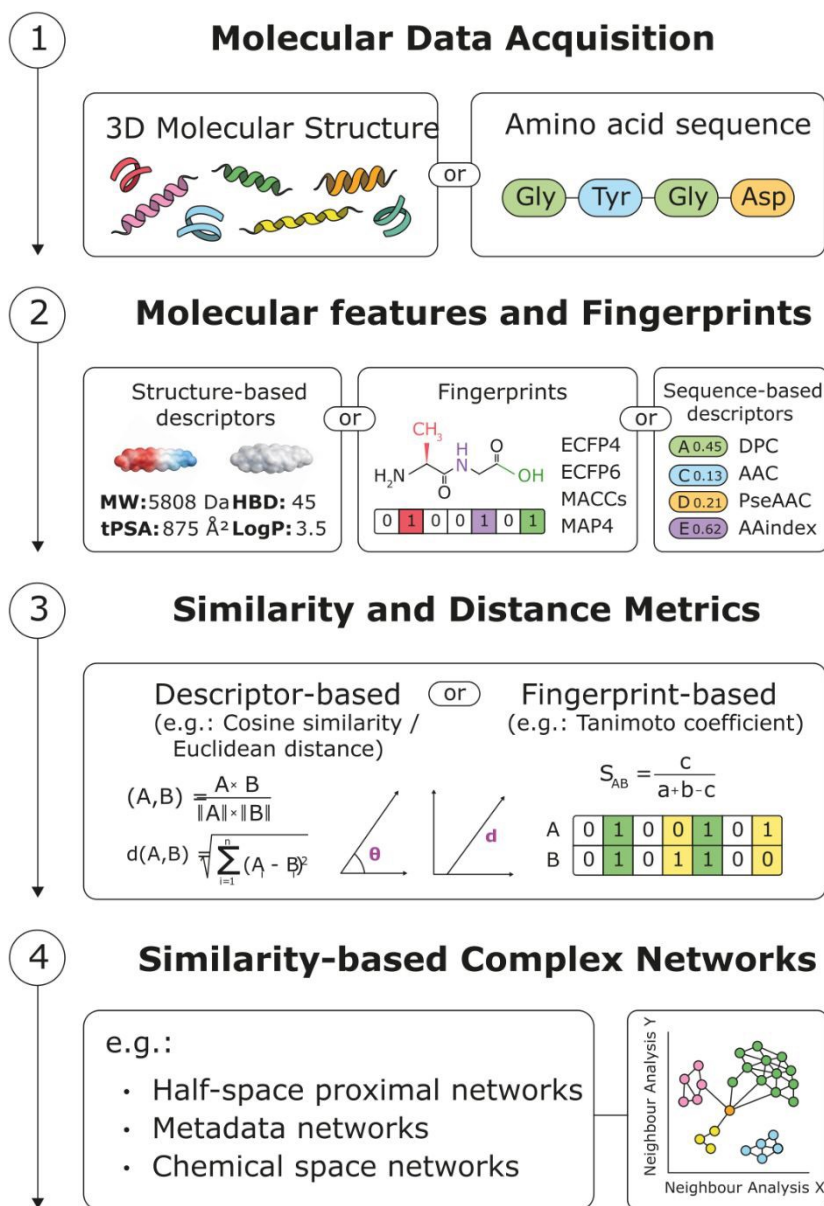 1
Molecular Data Acquisition
3D Molecular Structure
or
Amino acid sequence
Gly Tyr Gly Asp
2
Molecular features and Fingerprints
Structure-based
descriptors
MW:5808 Da HBD: 45
tPSA:875 Å² LogP:3.5
or
Fingerprints
CH₃
H₂N
O
H
N
O
OH
0 1 0 0 1 0 1
ECFP4
ECFP6
MACCs
MAP4
or
Sequence-based
descriptors
A 0.45 DPC
C 0.13 AAC
D 0.21 PseAAC
E 0.62 AAindex
3
Similarity and Distance Metrics
Descriptor-based
(e.g.: Cosine similarity /
Euclidean distance)
(A,B) = A × B / ‖A‖ × ‖B‖
d(A,B) = √ n ∑ i=1 (Aᵢ - Bᵢ)²
θ
d
or
Fingerprint-based
(e.g.: Tanimoto coefficient)
S_AB = c / a+b-c
A 0 1 0 0 1 0 1
B 0 1 0 1 1 0 0
4
Similarity-based Complex Networks
e.g.:
· Half-space proximal networks
· Metadata networks
· Chemical space networks
Neighbour Analysis Y
Neighbour Analysis X